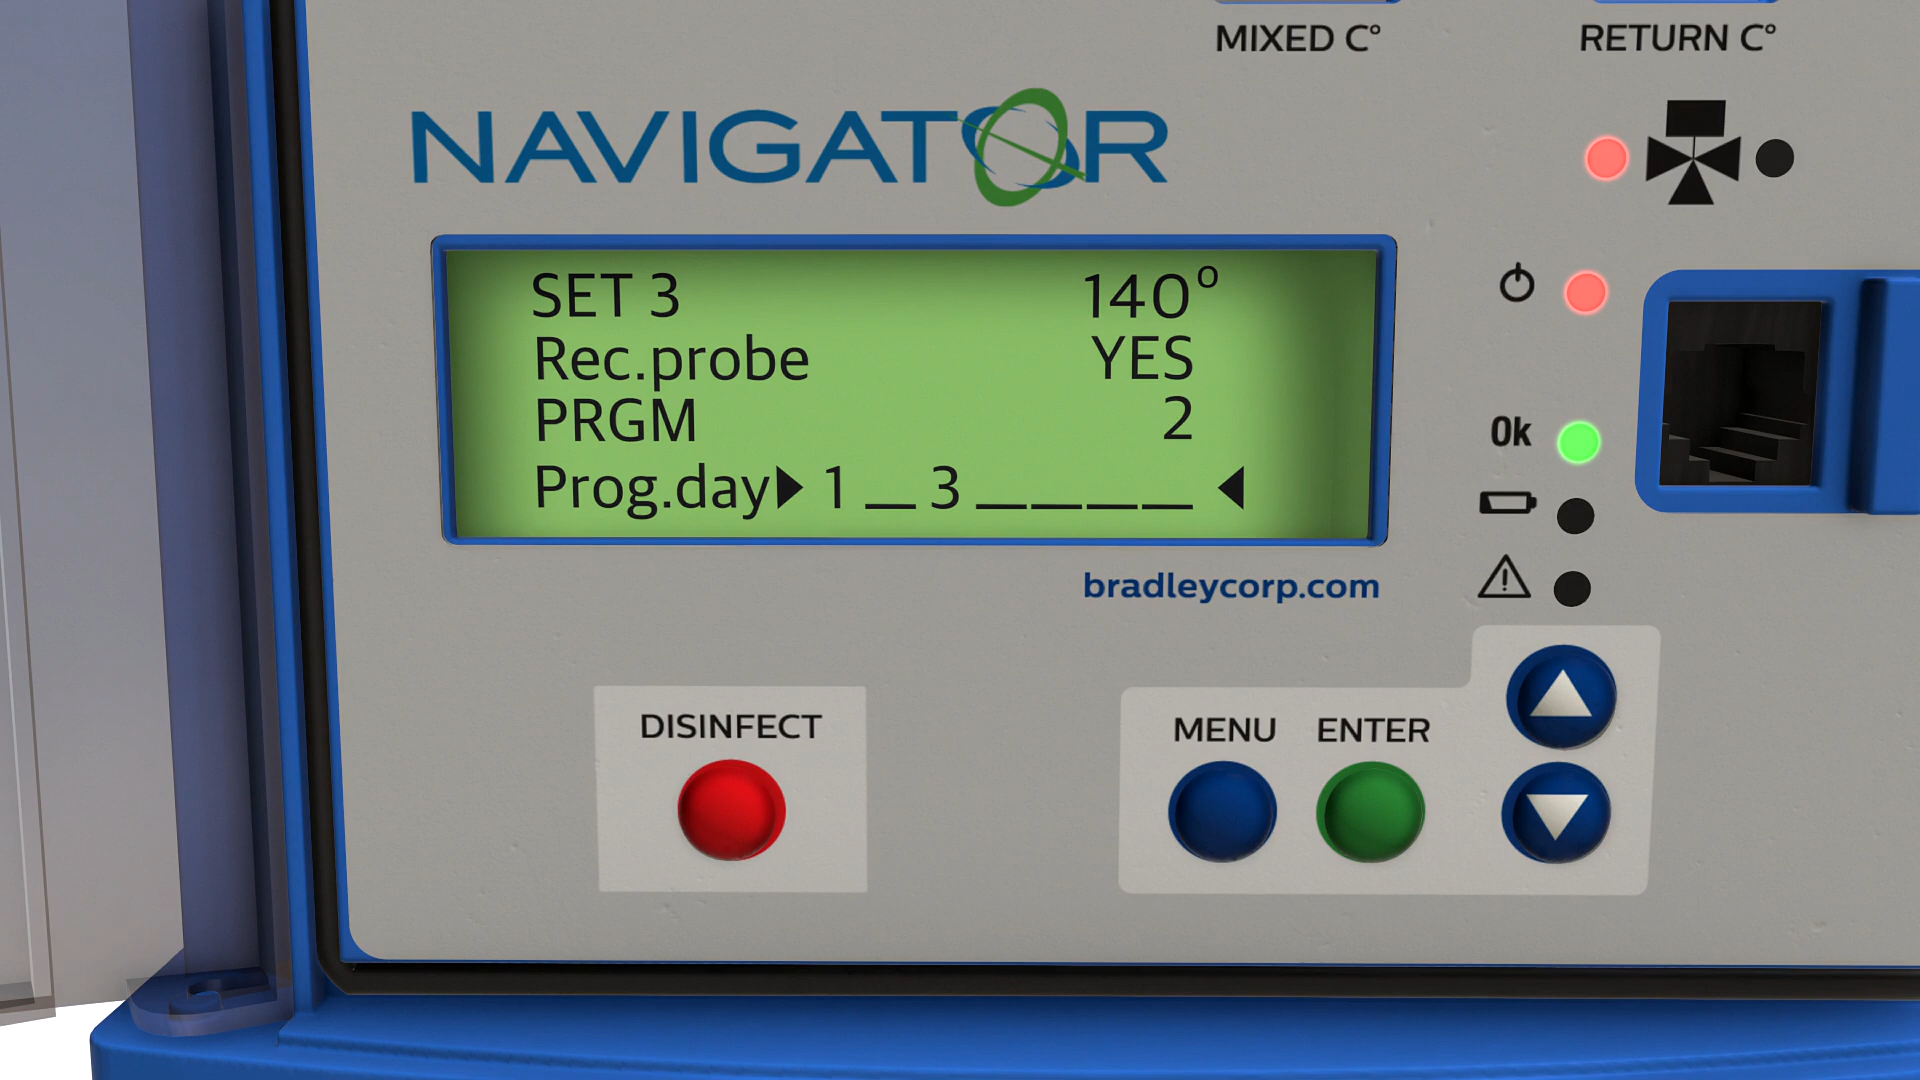 MIXED C°
RETURN C°
NAVIGATOR
SET 3 140°
Rec.probe YES
PRGM 2
Prog.day▶ 1 _ 3 _ _ _ _ ◀
Ok
bradleycorp.com
DISINFECT
MENU ENTER